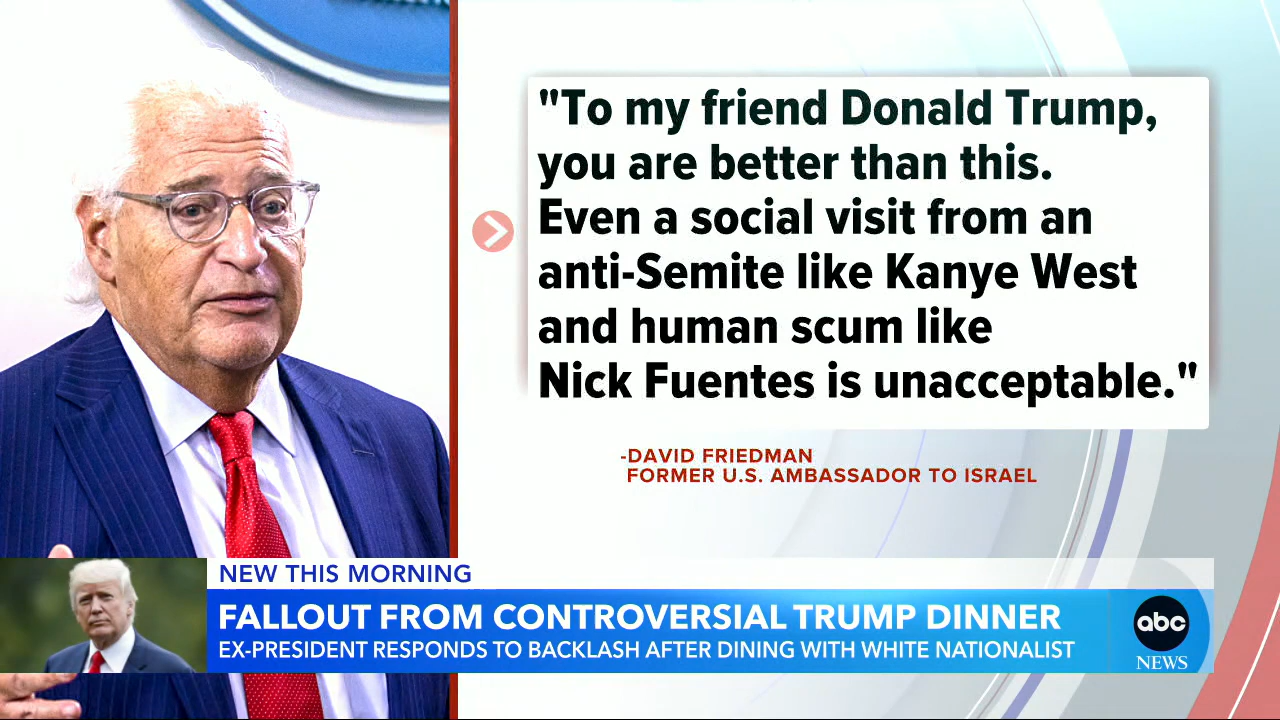 "To my friend Donald Trump,
you are better than this.
Even a social visit from an
anti-Semite like Kanye West
and human scum like
Nick Fuentes is unacceptable."
-DAVID FRIEDMAN
FORMER U.S. AMBASSADOR TO ISRAEL
NEW THIS MORNING
FALLOUT FROM CONTROVERSIAL TRUMP DINNER
EX-PRESIDENT RESPONDS TO BACKLASH AFTER DINING WITH WHITE NATIONALIST
abc
NEWS